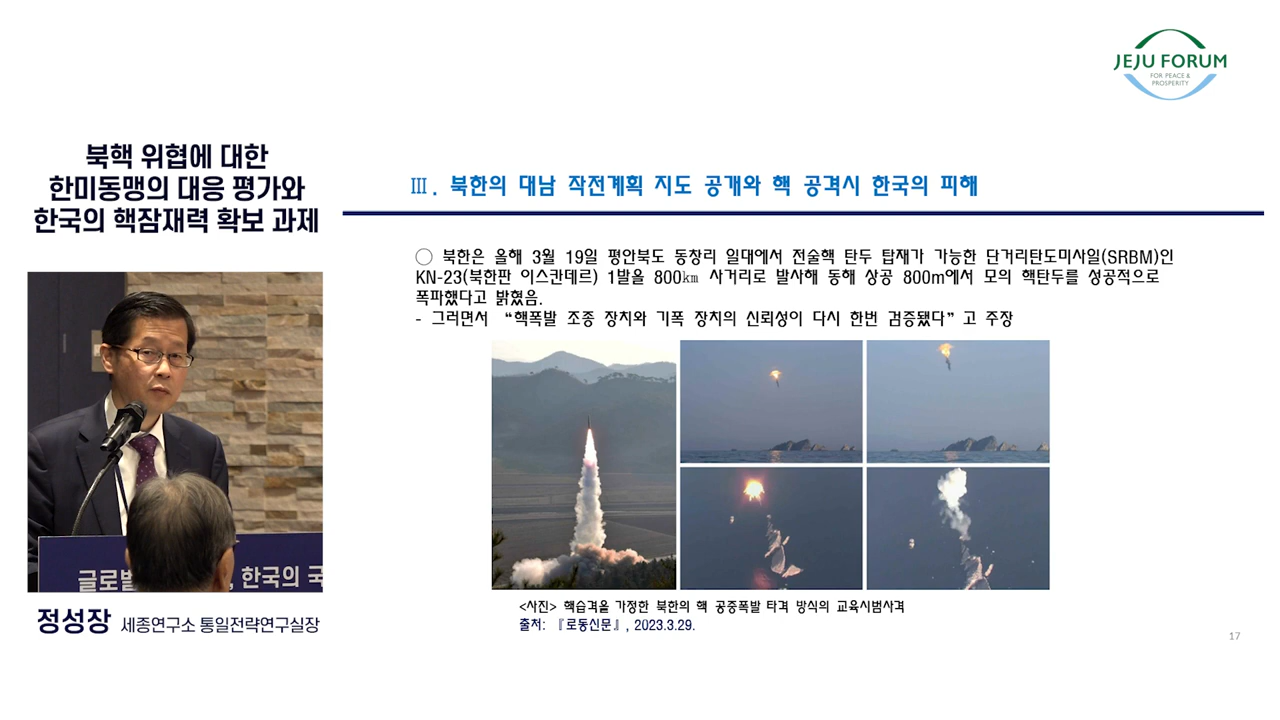 JEJU FORUM
FOR PEACE &
PROSPERITY
북핵 위협에 대한
한미동맹의 대응 평가와
한국의 핵잠재력 확보 과제
Ⅲ. 북한의 대남 작전계획 지도 공개와 핵 공격시 한국의 피해
○ 북한은 올해 3월 19일 평안북도 동창리 일대에서 전술핵 탄두 탑재가 가능한 단거리탄도미사일(SRBM)인
KN-23(북한판 이스칸데르) 1발을 800㎞ 사거리로 발사해 동해 상공 800m에서 모의 핵탄두를 성공적으로
폭파했다고 밝혔음.
- 그러면서 “핵폭발 조종 장치와 기폭 장치의 신뢰성이 다시 한번 검증됐다”고 주장
<사진> 핵습격을 가정한 북한의 핵 공중폭발 타격 방식의 교육시범사격
출처: 『로동신문』, 2023.3.29.
글로벌 , 한국의 국
정성장 세종연구소 통일전략연구실장
17